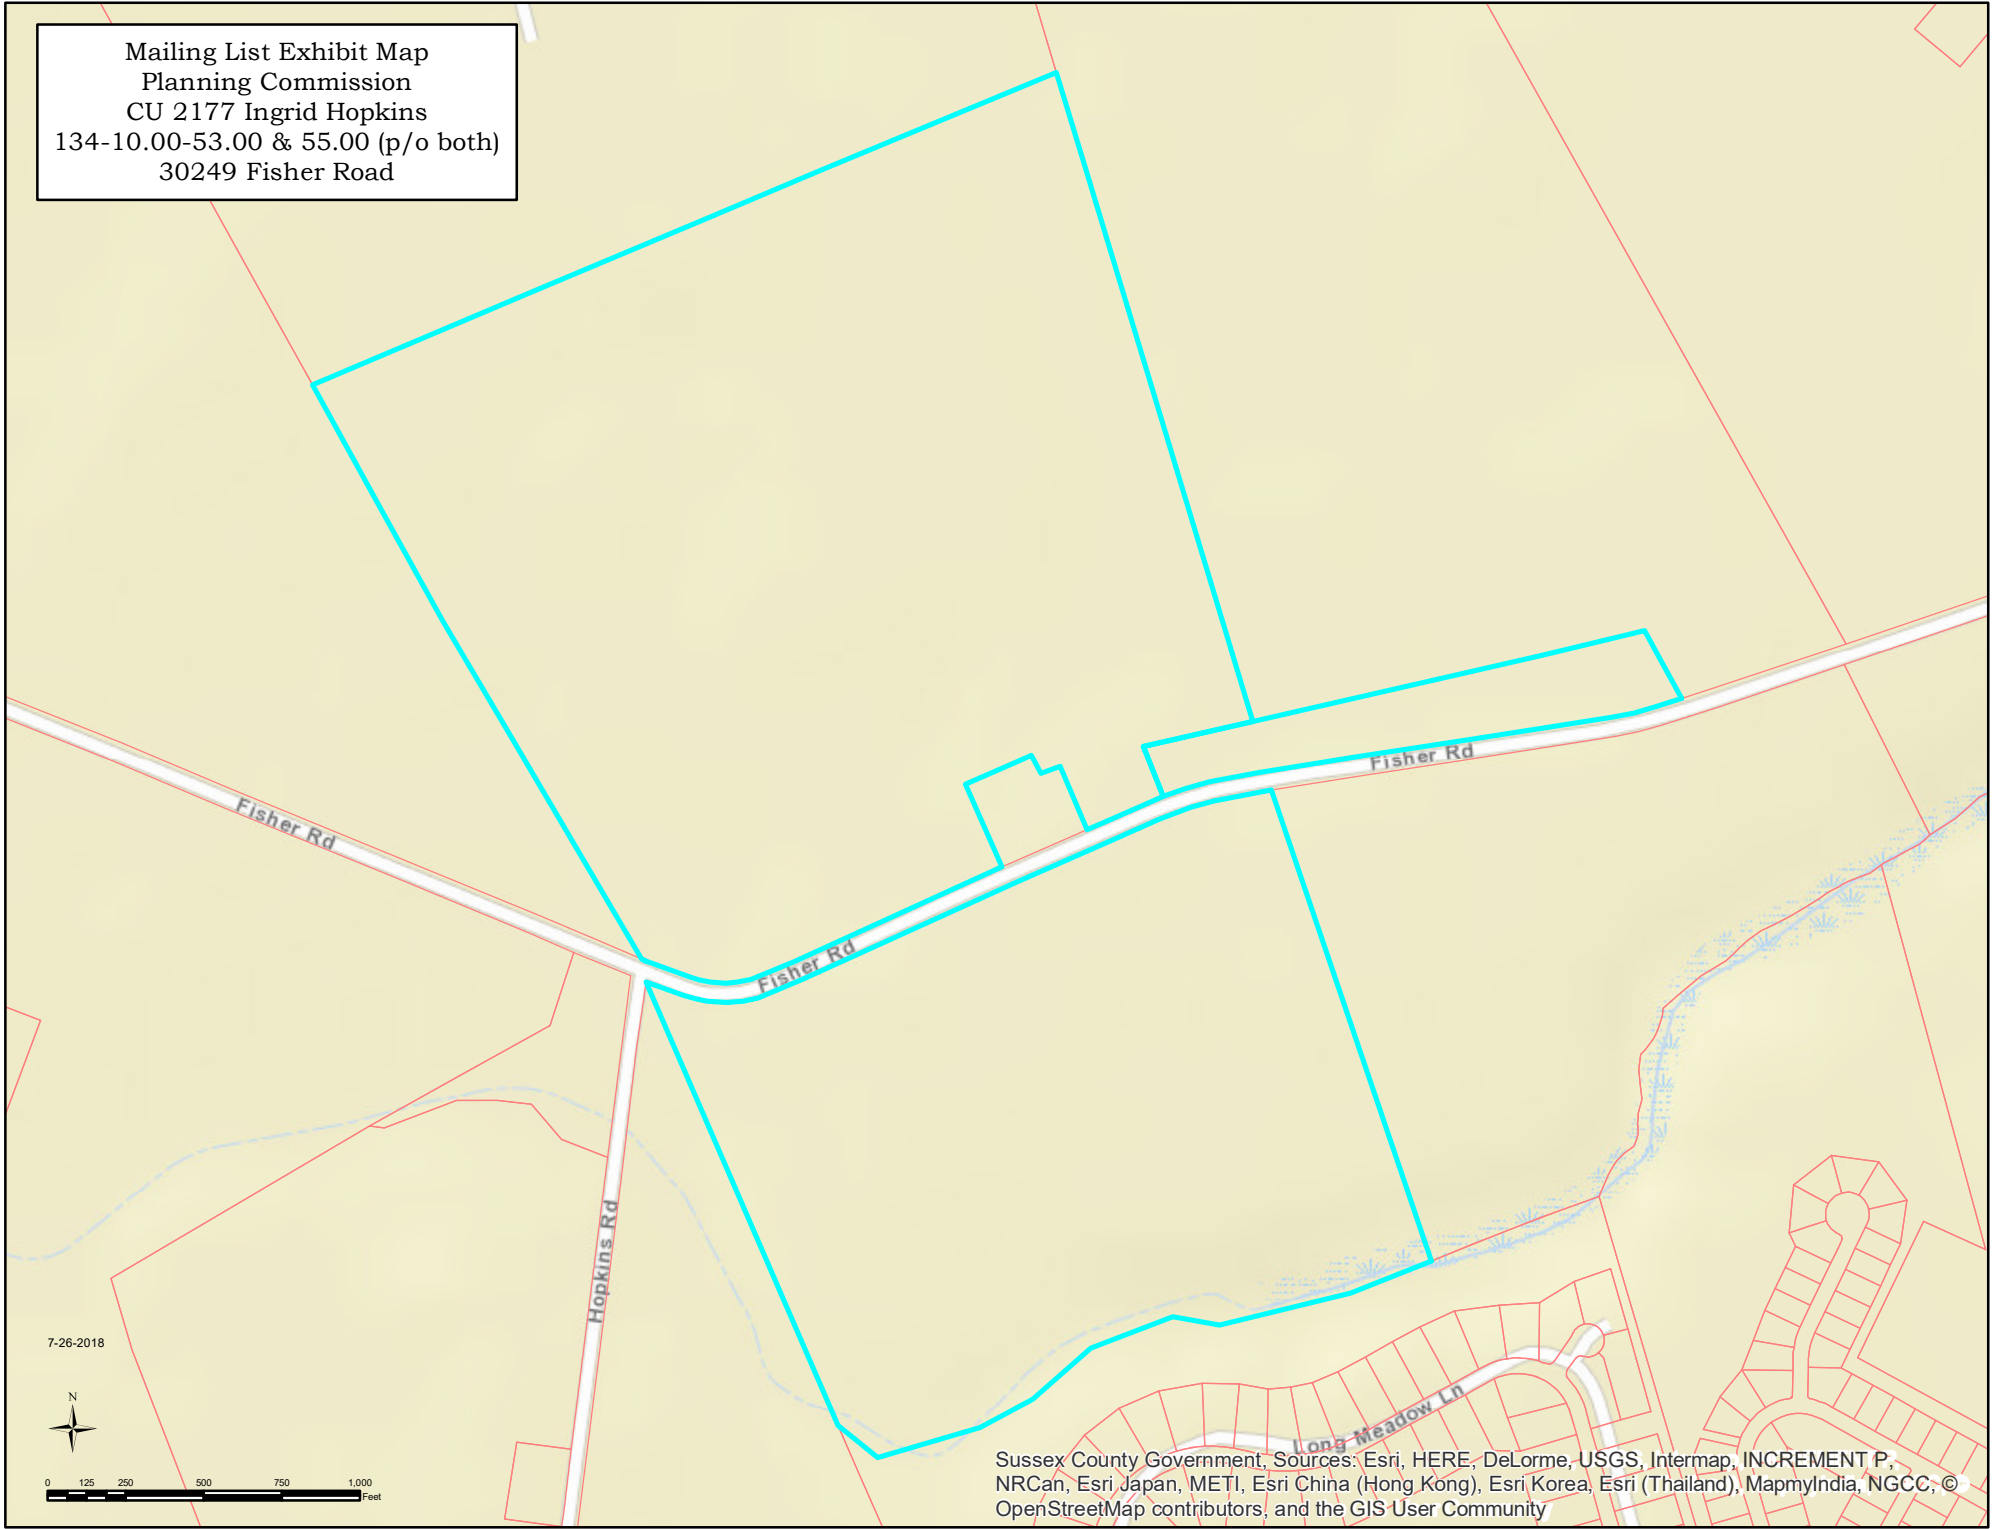 Mailing List Exhibit Map
Planning Commission
CU 2177 Ingrid Hopkins
134-10.00-53.00 & 55.00 (p/o both)
30249 Fisher Road
Fisher Rd
Fisher Rd
Fisher Rd
Hopkins Rd
Long Meadow Ln
7-26-2018
N
0 125 250 500 750 1,000
Feet
Sussex County Government, Sources: Esri, HERE, DeLorme, USGS, Intermap, INCREMENT P,
NRCan, Esri Japan, METI, Esri China (Hong Kong), Esri Korea, Esri (Thailand), MapmyIndia, NGCC, ©
OpenStreetMap contributors, and the GIS User Community